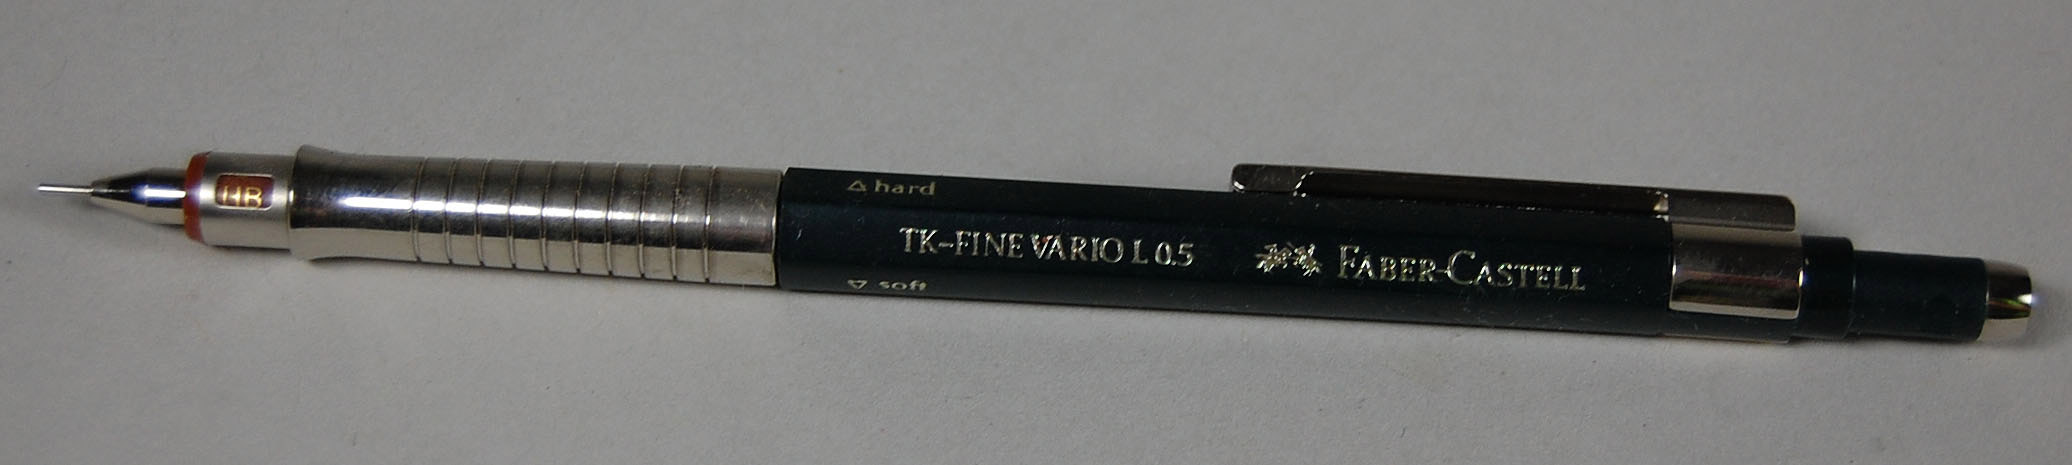 HB
△ hard
TK-FINE VARIO L 0.5 FABER-CASTELL
▽ soft